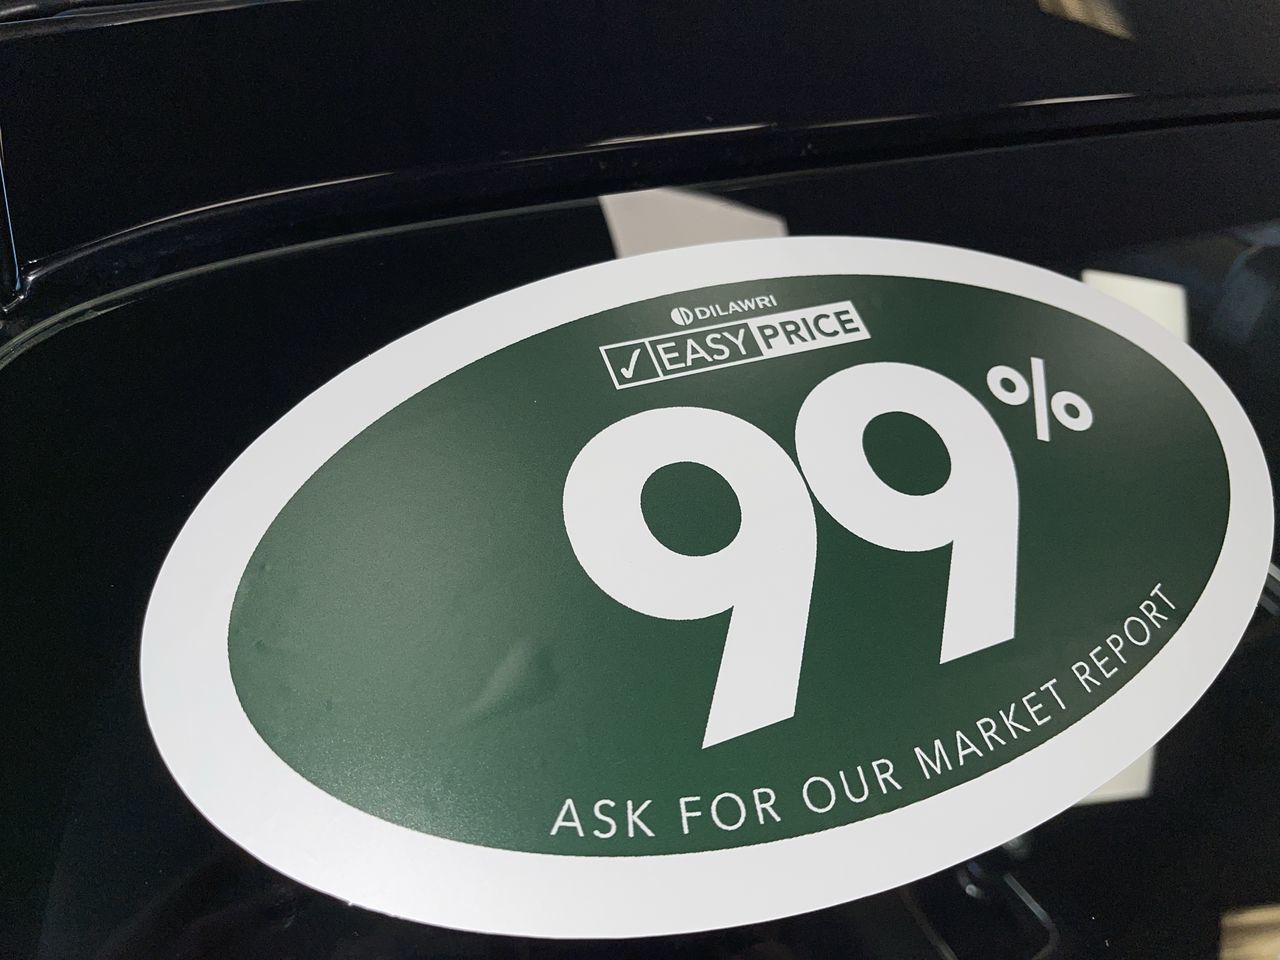 DILAWRI
✓ EASY PRICE
99%
ASK FOR OUR MARKET REPORT